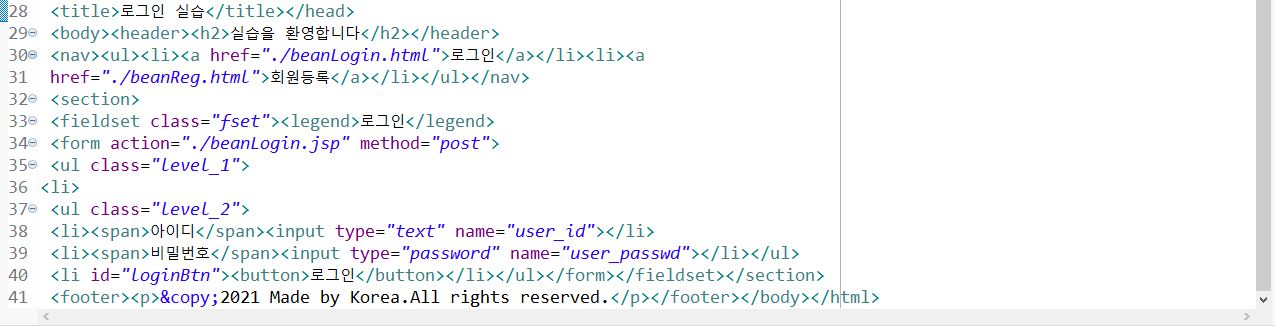 28 <title>로그인 실습</title></head>
29 <body><header><h2>실습을 환영합니다</h2></header>
30 <nav><ul><li><a href="./beanLogin.html">로그인</a></li><li><a
31 href="./beanReg.html">회원등록</a></li></ul></nav>
32 <section>
33 <fieldset class="fset"><legend>로그인</legend>
34 <form action="./beanLogin.jsp" method="post">
35 <ul class="level_1">
36 <li>
37 <ul class="level_2">
38 <li><span>아이디</span><input type="text" name="user_id"></li>
39 <li><span>비밀번호</span><input type="password" name="user_passwd"></li></ul>
40 <li id="loginBtn"><button>로그인</button></li></ul></form></fieldset></section>
41 <footer><p>&copy;2021 Made by Korea.All rights reserved.</p></footer></body></html>